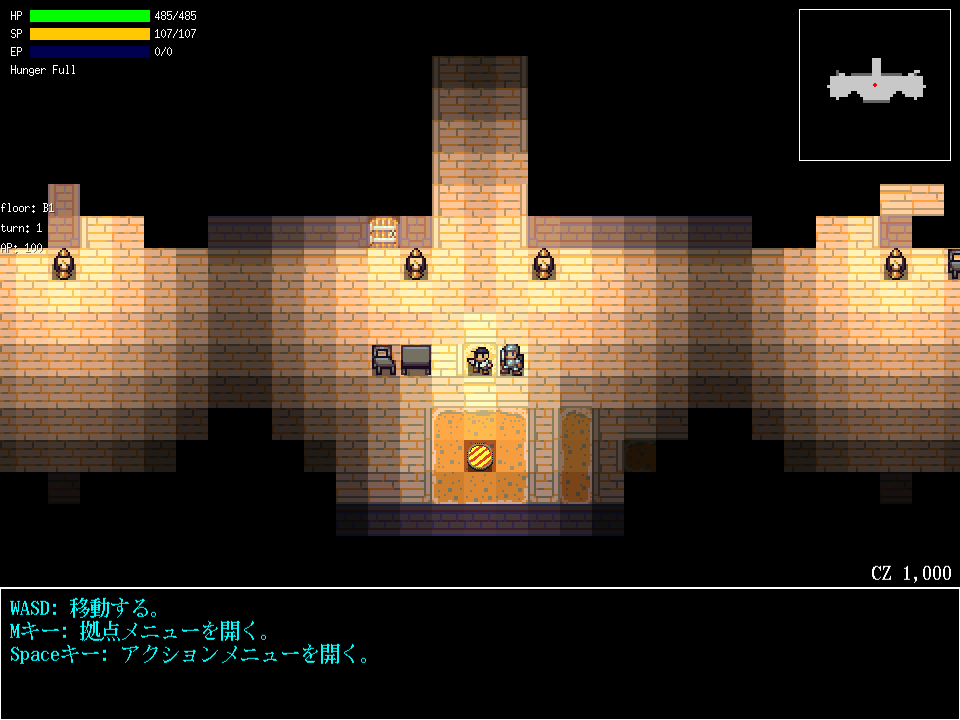 HP 485/485
SP 107/107
EP 0/0
Hunger Full
floor: B1
turn: 1
AP: 100
CZ 1,000
WASD: 移動する。
Mキー: 拠点メニューを開く。
Spaceキー: アクションメニューを開く。